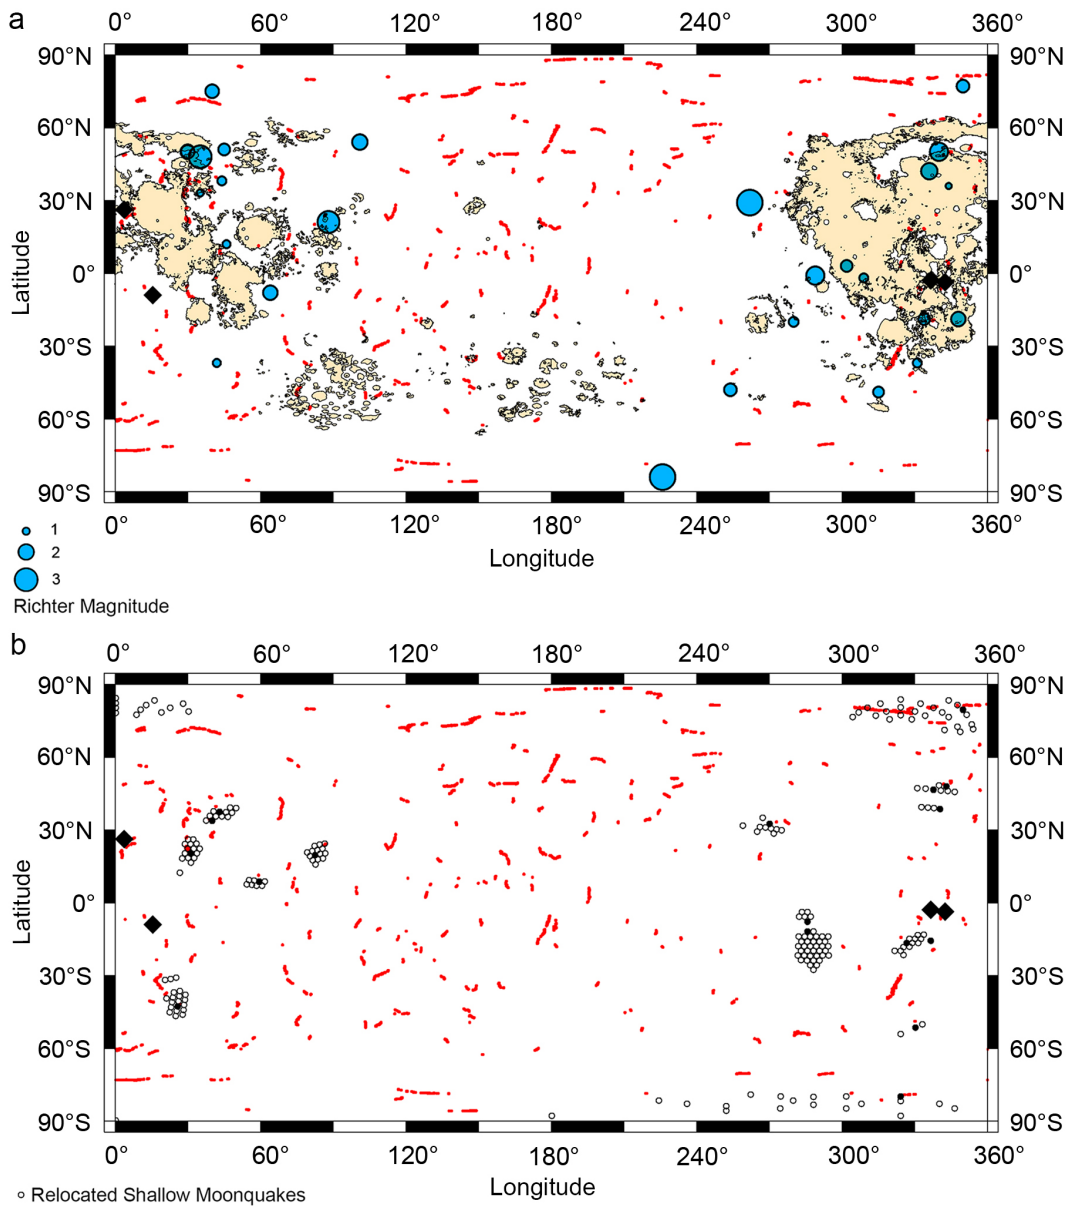 a
0° 60° 120° 180° 240° 300° 360°
90°N 90°N
60°N 60°N
30°N 30°N
0° 0°
30°S 30°S
60°S 60°S
90°S 90°S
Latitude
0° 60° 120° 180° 240° 300° 360°
Longitude
1
2
3
Richter Magnitude
b
0° 60° 120° 180° 240° 300° 360°
90°N 90°N
60°N 60°N
30°N 30°N
0° 0°
30°S 30°S
60°S 60°S
90°S 90°S
Latitude
0° 60° 120° 180° 240° 300° 360°
Longitude
Relocated Shallow Moonquakes